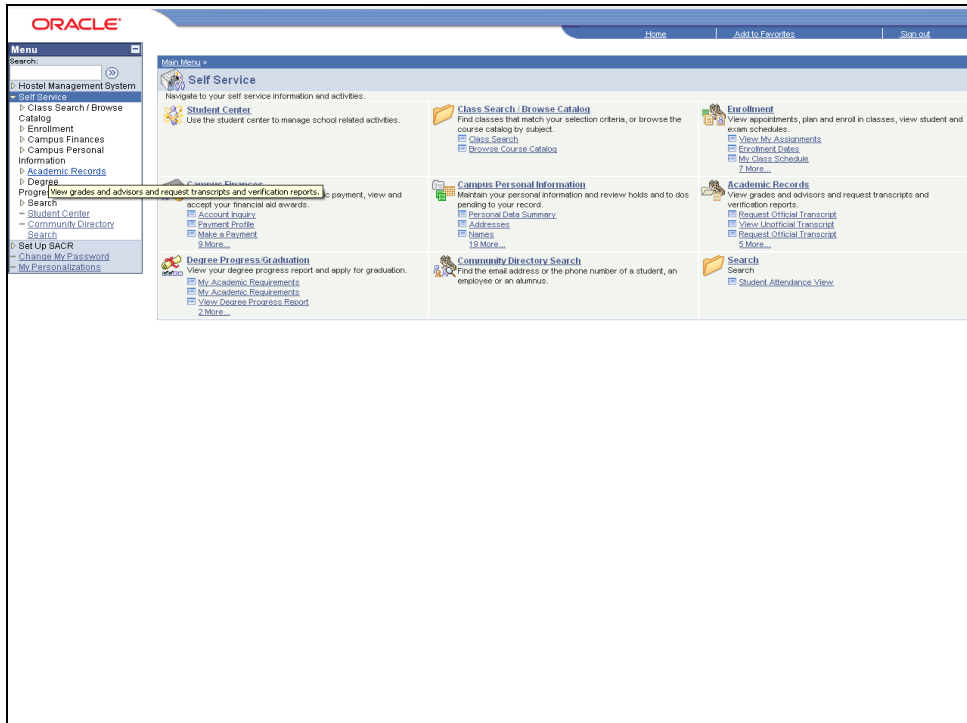 ORACLE
Home
Add to Favorites
Sign out
Menu
Search:
Hostel Management System
Self Service
Class Search / Browse
Catalog
Enrollment
Campus Finances
Campus Personal
Information
Academic Records
Degree
Progre
View grades and advisors and request transcripts and verification reports.
Search
Student Center
Community Directory
Search
Set Up SACR
Change My Password
My Personalizations
Main Menu >
Self Service
Navigate to your self service information and activities.
Student Center
Use the student center to manage school related activities.
Class Search / Browse Catalog
Find classes that match your selection criteria, or browse the
course catalog by subject.
Class Search
Browse Course Catalog
Enrollment
View appointments, plan and enroll in classes, view student and
exam schedules.
View My Assignments
Enrollment Dates
My Class Schedule
7 More...
Campus Finances
c payment, view and
accept your financial aid awards.
Account Inquiry
Payment Profile
Make a Payment
9 More...
Campus Personal Information
Maintain your personal information and review holds and to dos
pending to your record.
Personal Data Summary
Addresses
Names
19 More...
Academic Records
View grades and advisors and request transcripts and
verification reports.
Request Official Transcript
View Unofficial Transcript
Request Official Transcript
5 More...
Degree Progress/Graduation
View your degree progress report and apply for graduation.
My Academic Requirements
My Academic Requirements
View Degree Progress Report
2 More...
Community Directory Search
Find the email address or the phone number of a student, an
employee or an alumnus.
Search
Search
Student Attendance View